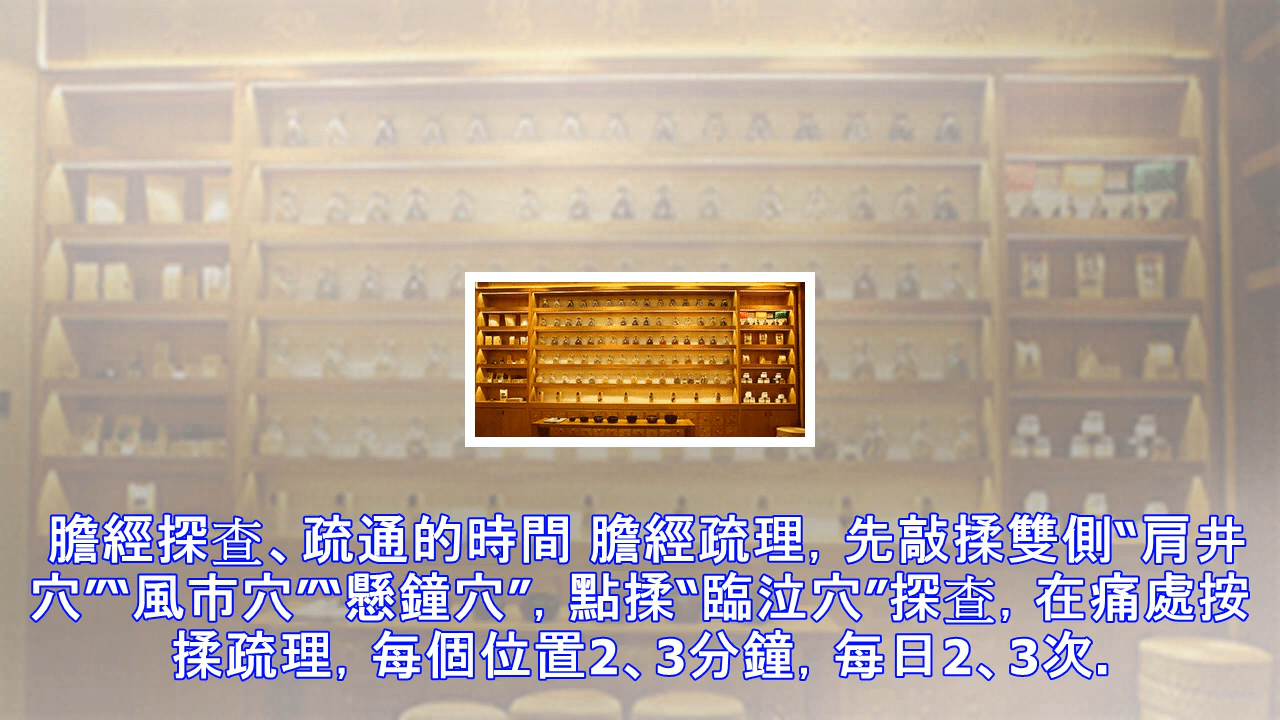 膽經探查、疏通的時間 膽經疏理, 先敲揉雙側“肩井
穴”“風市穴”“懸鐘穴”, 點揉“臨泣穴”探查, 在痛處按
揉疏理, 每個位置2、3分鐘, 每日2、3次.